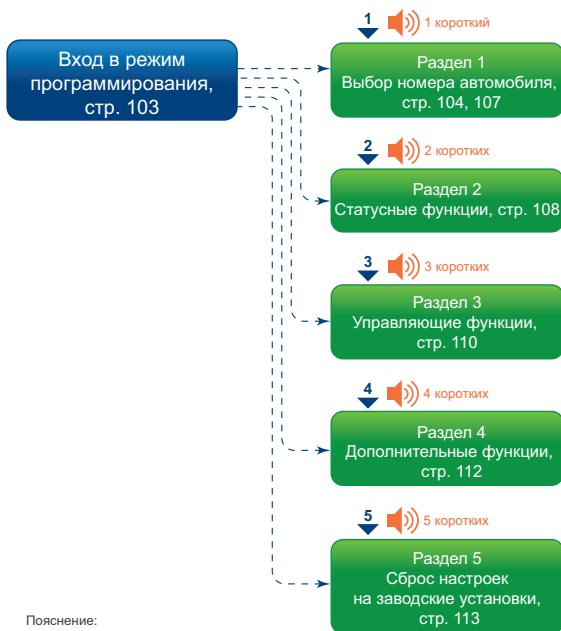 Вход в режим
программирования,
стр. 103
1
1 короткий
Раздел 1
Выбор номера автомобиля,
стр. 104, 107
2
2 коротких
Раздел 2
Статусные функции, стр. 108
3
3 коротких
Раздел 3
Управляющие функции,
стр. 110
4
4 коротких
Раздел 4
Дополнительные функции,
стр. 112
5
5 коротких
Раздел 5
Сброс настроек
на заводские установки,
стр. 113
Пояснение: